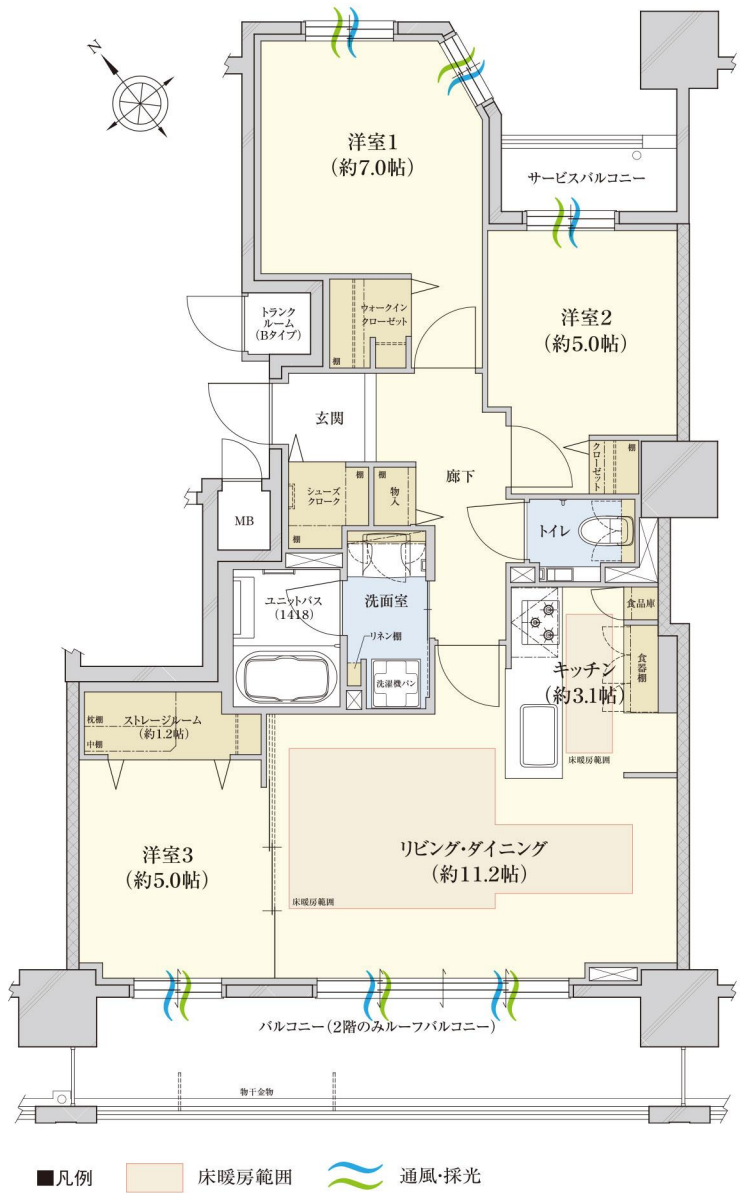 N
洋室1
（約7.0帖）
サービスバルコニー
トランク
ルーム
（Bタイプ）
ウォークイン
クローゼット
棚
洋室2
（約5.0帖）
玄関
廊下
クローゼット
棚
シューズ
クローク
棚
棚
棚
物入
MB
トイレ
ユニットバス
（1418）
洗面室
リネン棚
洗濯機パン
食品庫
食器棚
キッチン
（約3.1帖）
床暖房範囲
ストレージルーム
（約1.2帖）
枕棚
中棚
洋室3
（約5.0帖）
リビング・ダイニング
（約11.2帖）
床暖房範囲
バルコニー（2階のみルーフバルコニー）
物干金物
■凡例
床暖房範囲
通風・採光